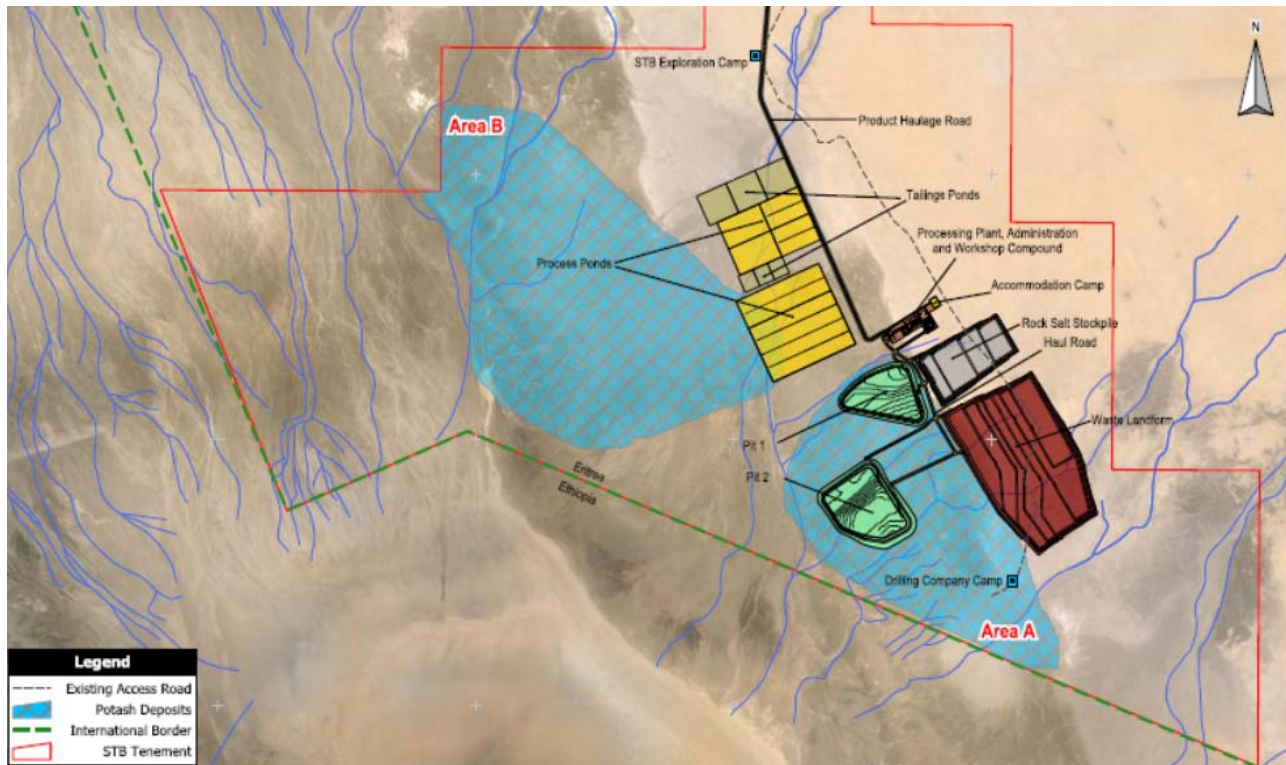 N
STB Exploration Camp
Product Haulage Road
Area B
Tailings Ponds
Processing Plant, Administration
and Workshop Compound
Process Ponds
Accommodation Camp
Rock Salt Stockpile
Haul Road
Waste Landform
Pit 1
Eritrea
Ethiopia
Pit 2
Drilling Company Camp
Area A
Legend
Existing Access Road
Potash Deposits
International Border
STB Tenement